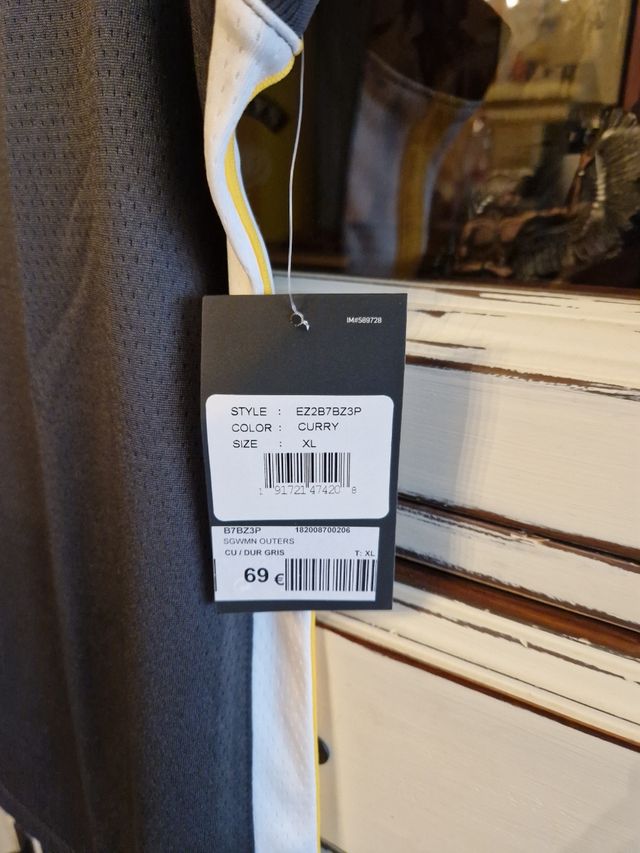 IM#589728
STYLE : EZ2B7BZ3P
COLOR : CURRY
SIZE : XL
1 91721 47420 8
B7BZ3P 182008700206
SGWMN OUTERS
CU / DUR GRIS T: XL
69 €